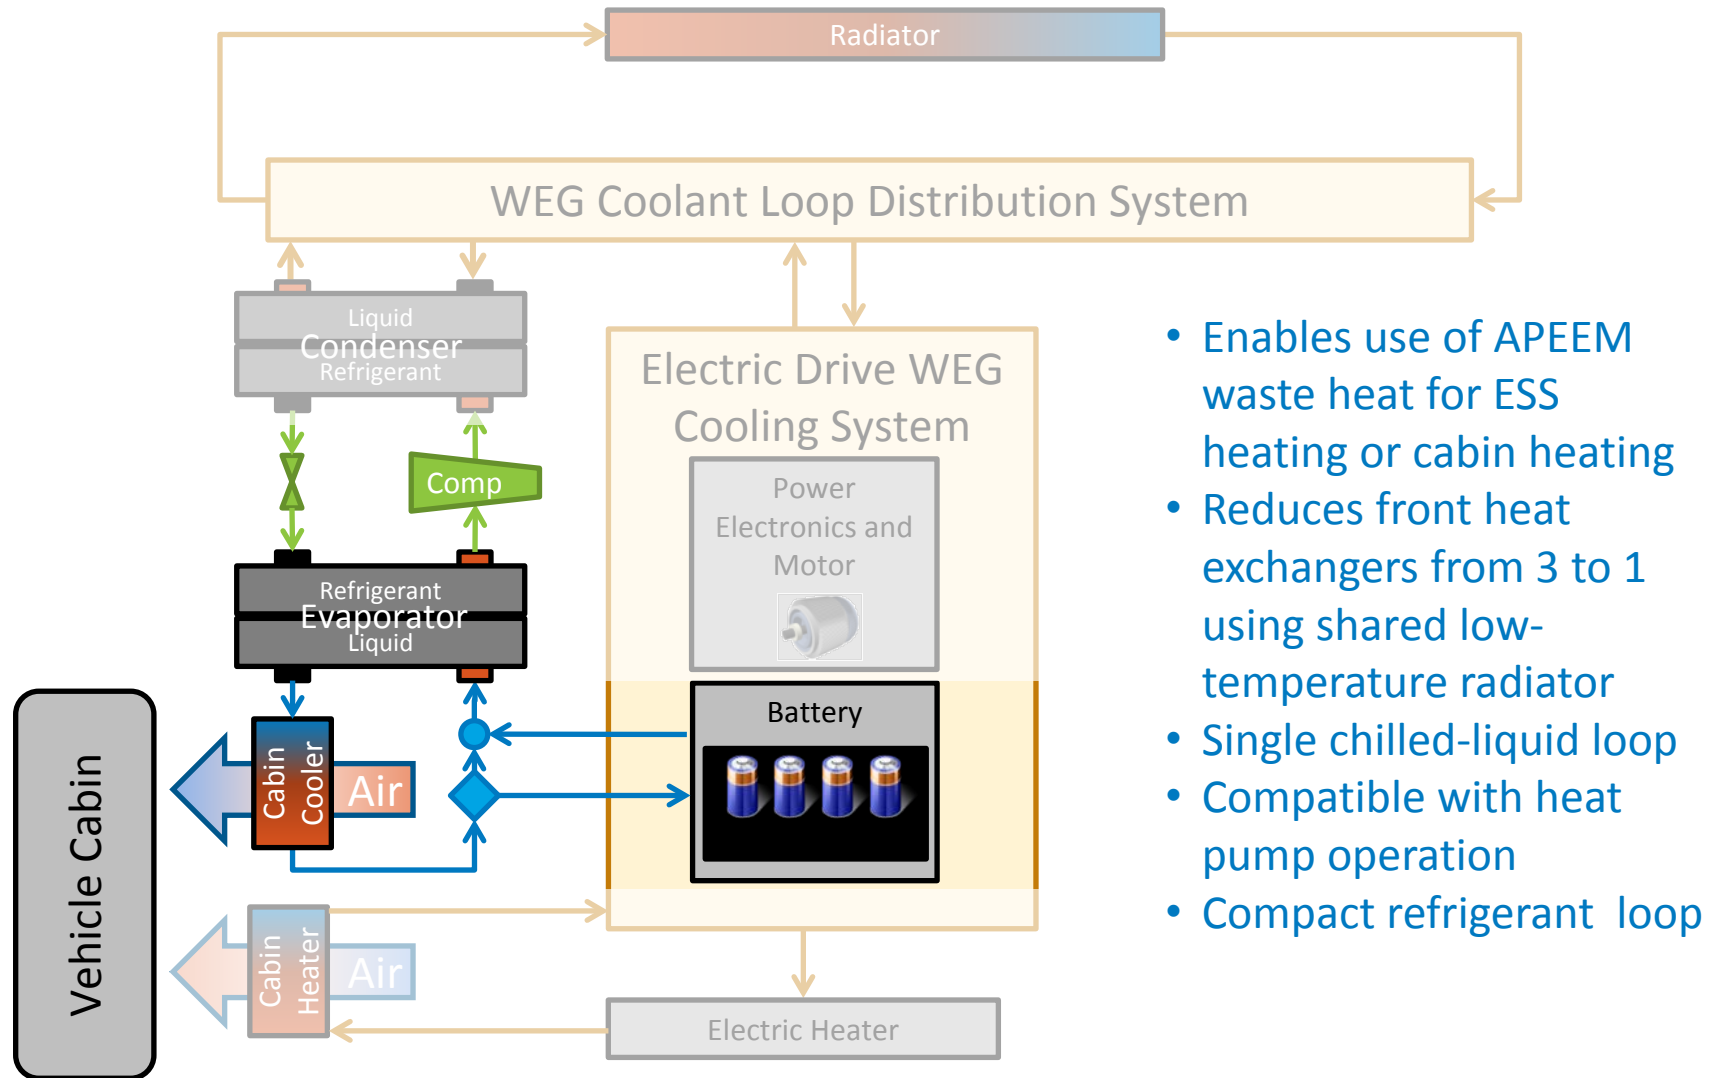 Radiator
WEG Coolant Loop Distribution System
Liquid
Condenser
Refrigerant
Comp
Refrigerant
Evaporator
Liquid
Electric Drive WEG
Cooling System
Power
Electronics and
Motor
Battery
Vehicle Cabin
Cabin
Cooler
Air
Cabin
Heater
Air
Electric Heater
• Enables use of APEEM
waste heat for ESS
heating or cabin heating
• Reduces front heat
exchangers from 3 to 1
using shared low-
temperature radiator
• Single chilled-liquid loop
• Compatible with heat
pump operation
• Compact refrigerant loop